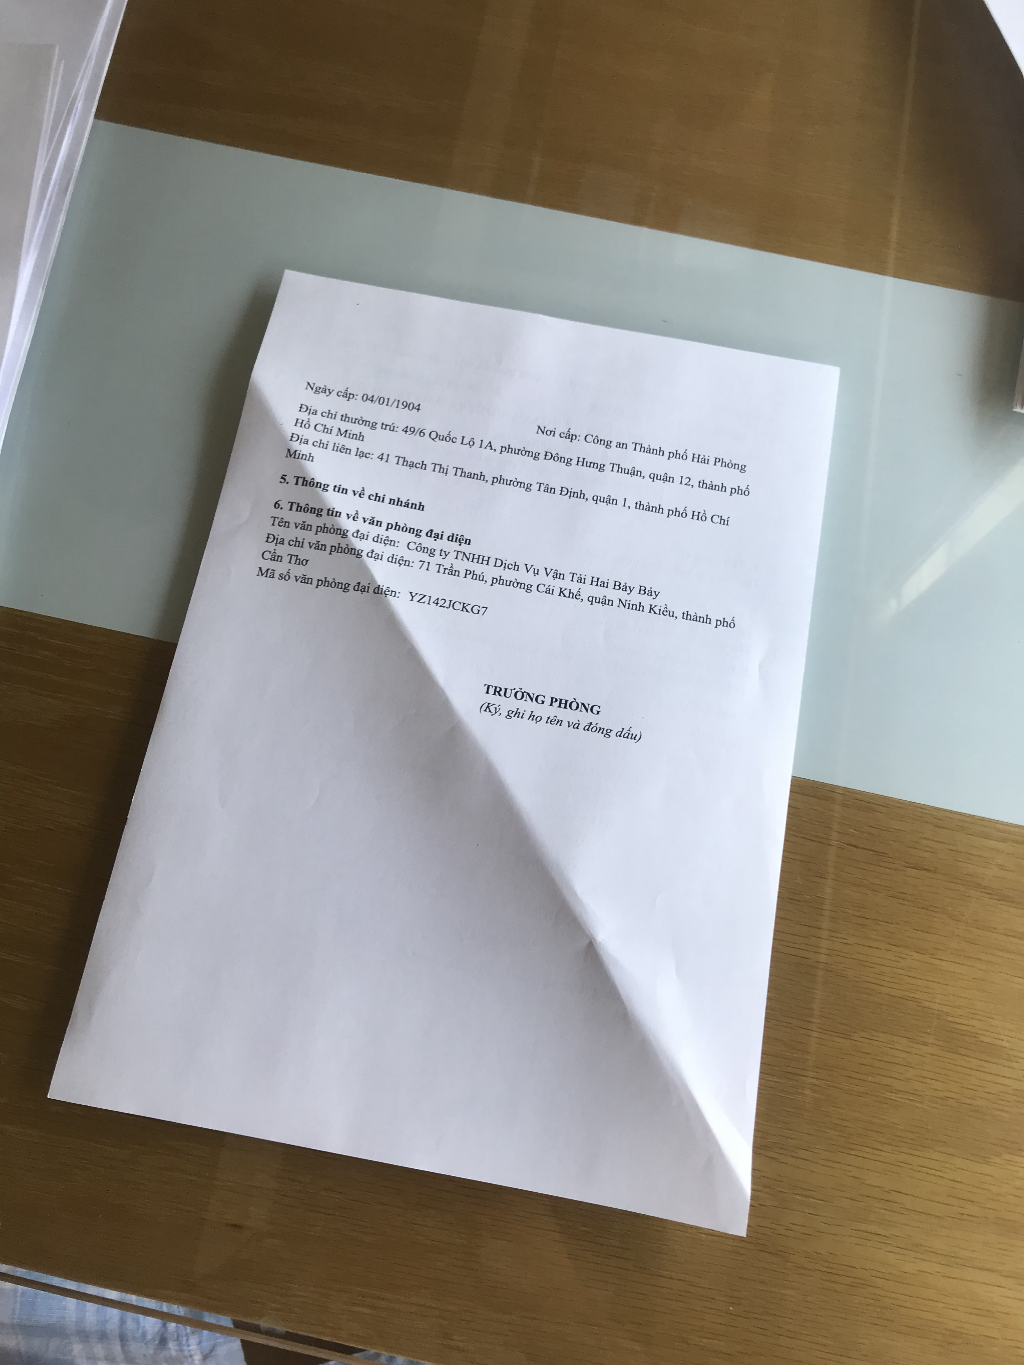 Ngày cấp: 04/01/1904
Nơi cấp: Công an Thành phố Hải Phòng
Địa chỉ thường trú: 49/6 Quốc Lộ 1A, phường Đông Hưng Thuận, quận 12, thành phố
Hồ Chí Minh
Địa chỉ liên lạc: 41 Thạch Thị Thanh, phường Tân Định, quận 1, thành phố Hồ Chí
Minh
5. Thông tin về chi nhánh
6. Thông tin về văn phòng đại diện
Tên văn phòng đại diện: Công ty TNHH Dịch Vụ Vận Tải Hai Bảy Bảy
Địa chỉ văn phòng đại diện: 71 Trần Phú, phường Cái Khế, quận Ninh Kiều, thành phố
Cần Thơ
Mã số văn phòng đại diện: YZ142JCKG7
TRƯỞNG PHÒNG
(Ký, ghi họ tên và đóng dấu)